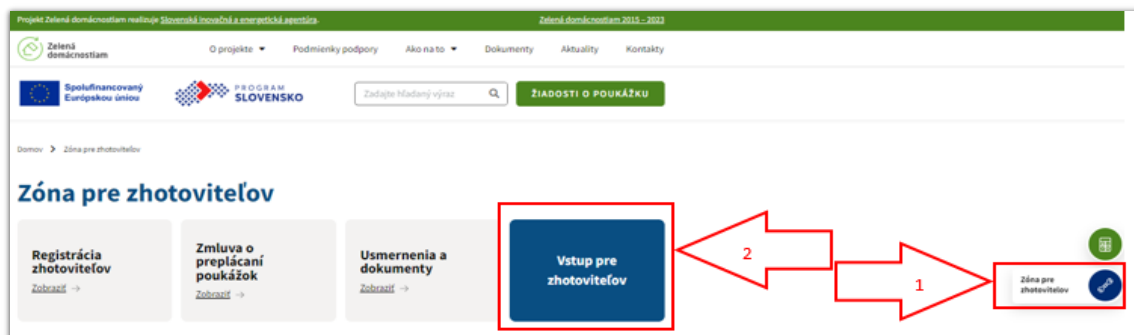 Projekt Zelená domácnostiam realizuje Slovenská inovačná a energetická agentúra. Zelená domácnostiam 2015 – 2023
Zelená
domácnostiam
O projekte Podmienky podpory Ako na to Dokumenty Aktuality Kontakty
Spolufinancovaný
Európskou úniou
PROGRAM
SLOVENSKO
Zadajte hľadaný výraz
ŽIADOSTI O POUKÁŽKU
Domov > Zóna pre zhotoviteľov
Zóna pre zhotoviteľov
Registrácia
zhotoviteľov
Zobraziť →
Zmluva o
preplácaní
poukážok
Zobraziť →
Usmernenia a
dokumenty
Zobraziť →
Vstup pre
zhotoviteľov
2
1
Zóna pre
zhotoviteľov